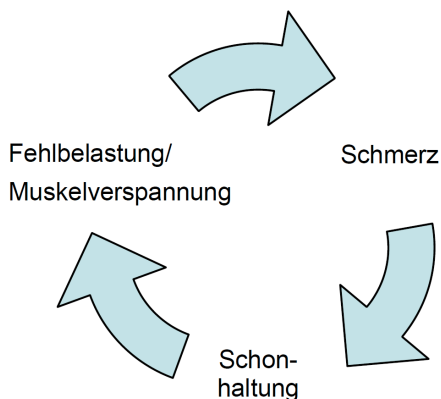 Fehlbelastung/
Muskelverspannung
Schmerz
Schon-
haltung